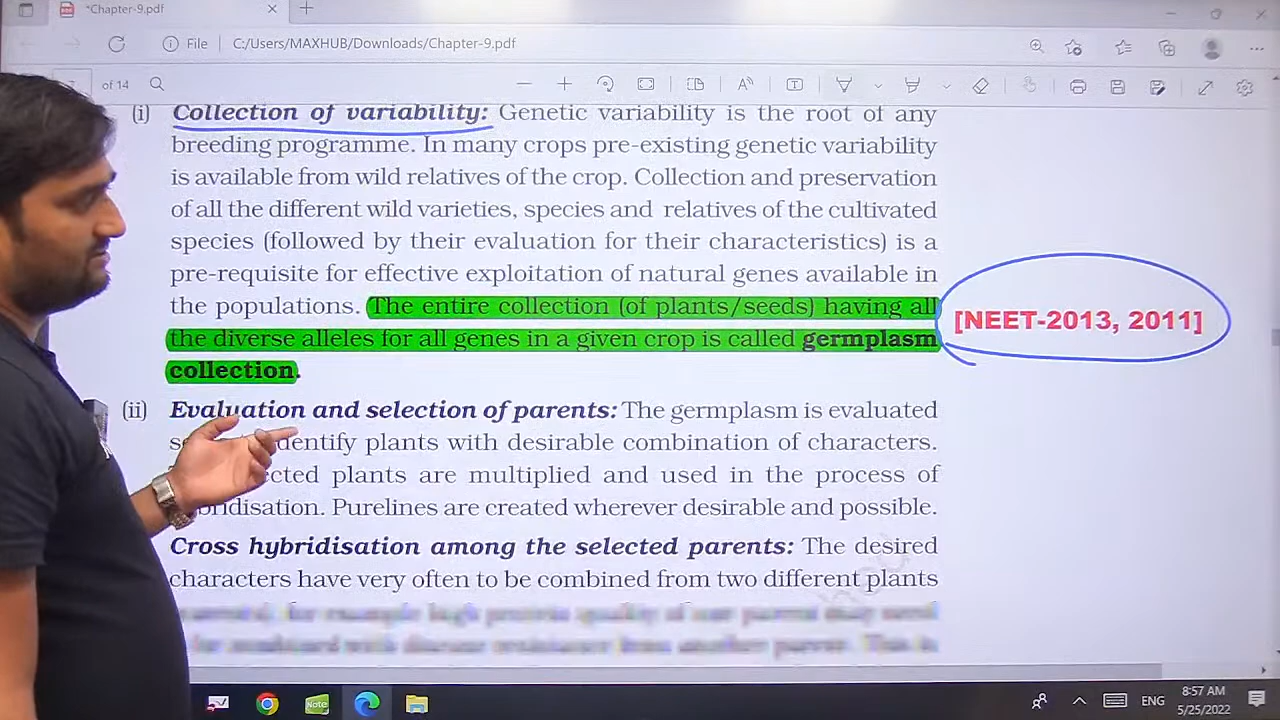 *Chapter-9.pdf
File
C:/Users/MAXHUB/Downloads/Chapter-9.pdf
of 14
(i) Collection of variability: Genetic variability is the root of any
breeding programme. In many crops pre-existing genetic variability
is available from wild relatives of the crop. Collection and preservation
of all the different wild varieties, species and relatives of the cultivated
species (followed by their evaluation for their characteristics) is a
pre-requisite for effective exploitation of natural genes available in
the populations. The entire collection (of plants/seeds) having all
the diverse alleles for all genes in a given crop is called germplasm
collection.
[NEET-2013, 2011]
(ii) Evaluation and selection of parents: The germplasm is evaluated
identify plants with desirable combination of characters.
plants are multiplied and used in the process of
Purelines are created wherever desirable and possible.
Cross hybridisation among the selected parents: The desired
characters have very often to be combined from two different plants
Note
ENG
8:57 AM
5/25/2022